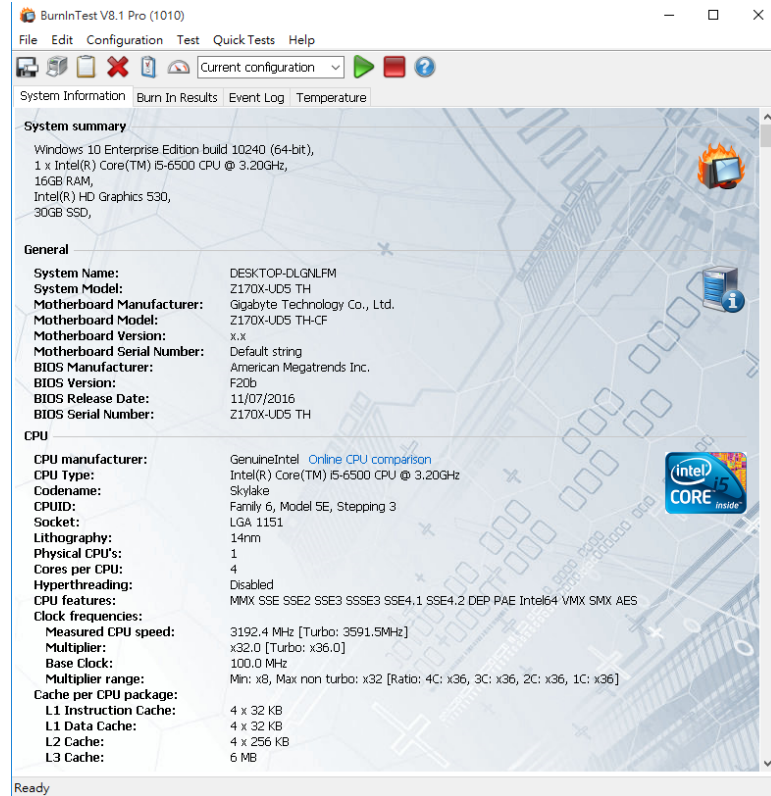 BurnInTest V8.1 Pro (1010)
File Edit Configuration Test Quick Tests Help
Current configuration
System Information Burn In Results Event Log Temperature
System summary
Windows 10 Enterprise Edition build 10240 (64-bit),
1 x Intel(R) Core(TM) i5-6500 CPU @ 3.20GHz,
16GB RAM,
Intel(R) HD Graphics 530,
30GB SSD,
General
System Name: DESKTOP-DLGNLFM
System Model: Z170X-UD5 TH
Motherboard Manufacturer: Gigabyte Technology Co., Ltd.
Motherboard Model: Z170X-UD5 TH-CF
Motherboard Version: x.x
Motherboard Serial Number: Default string
BIOS Manufacturer: American Megatrends Inc.
BIOS Version: F20b
BIOS Release Date: 11/07/2016
BIOS Serial Number: Z170X-UD5 TH
CPU
CPU manufacturer: GenuineIntel Online CPU comparison
CPU Type: Intel(R) Core(TM) i5-6500 CPU @ 3.20GHz
Codename: Skylake
CPUID: Family 6, Model 5E, Stepping 3
Socket: LGA 1151
Lithography: 14nm
Physical CPU's: 1
Cores per CPU: 4
Hyperthreading: Disabled
CPU features: MMX SSE SSE2 SSE3 SSSE3 SSE4.1 SSE4.2 DEP PAE Intel64 VMX SMX AES
Clock frequencies:
Measured CPU speed: 3192.4 MHz [Turbo: 3591.5MHz]
Multiplier: x32.0 [Turbo: x36.0]
Base Clock: 100.0 MHz
Multiplier range: Min: x8, Max non turbo: x32 [Ratio: 4C: x36, 3C: x36, 2C: x36, 1C: x36]
Cache per CPU package:
L1 Instruction Cache: 4 x 32 KB
L1 Data Cache: 4 x 32 KB
L2 Cache: 4 x 256 KB
L3 Cache: 6 MB
intel
i5
CORE inside
Ready